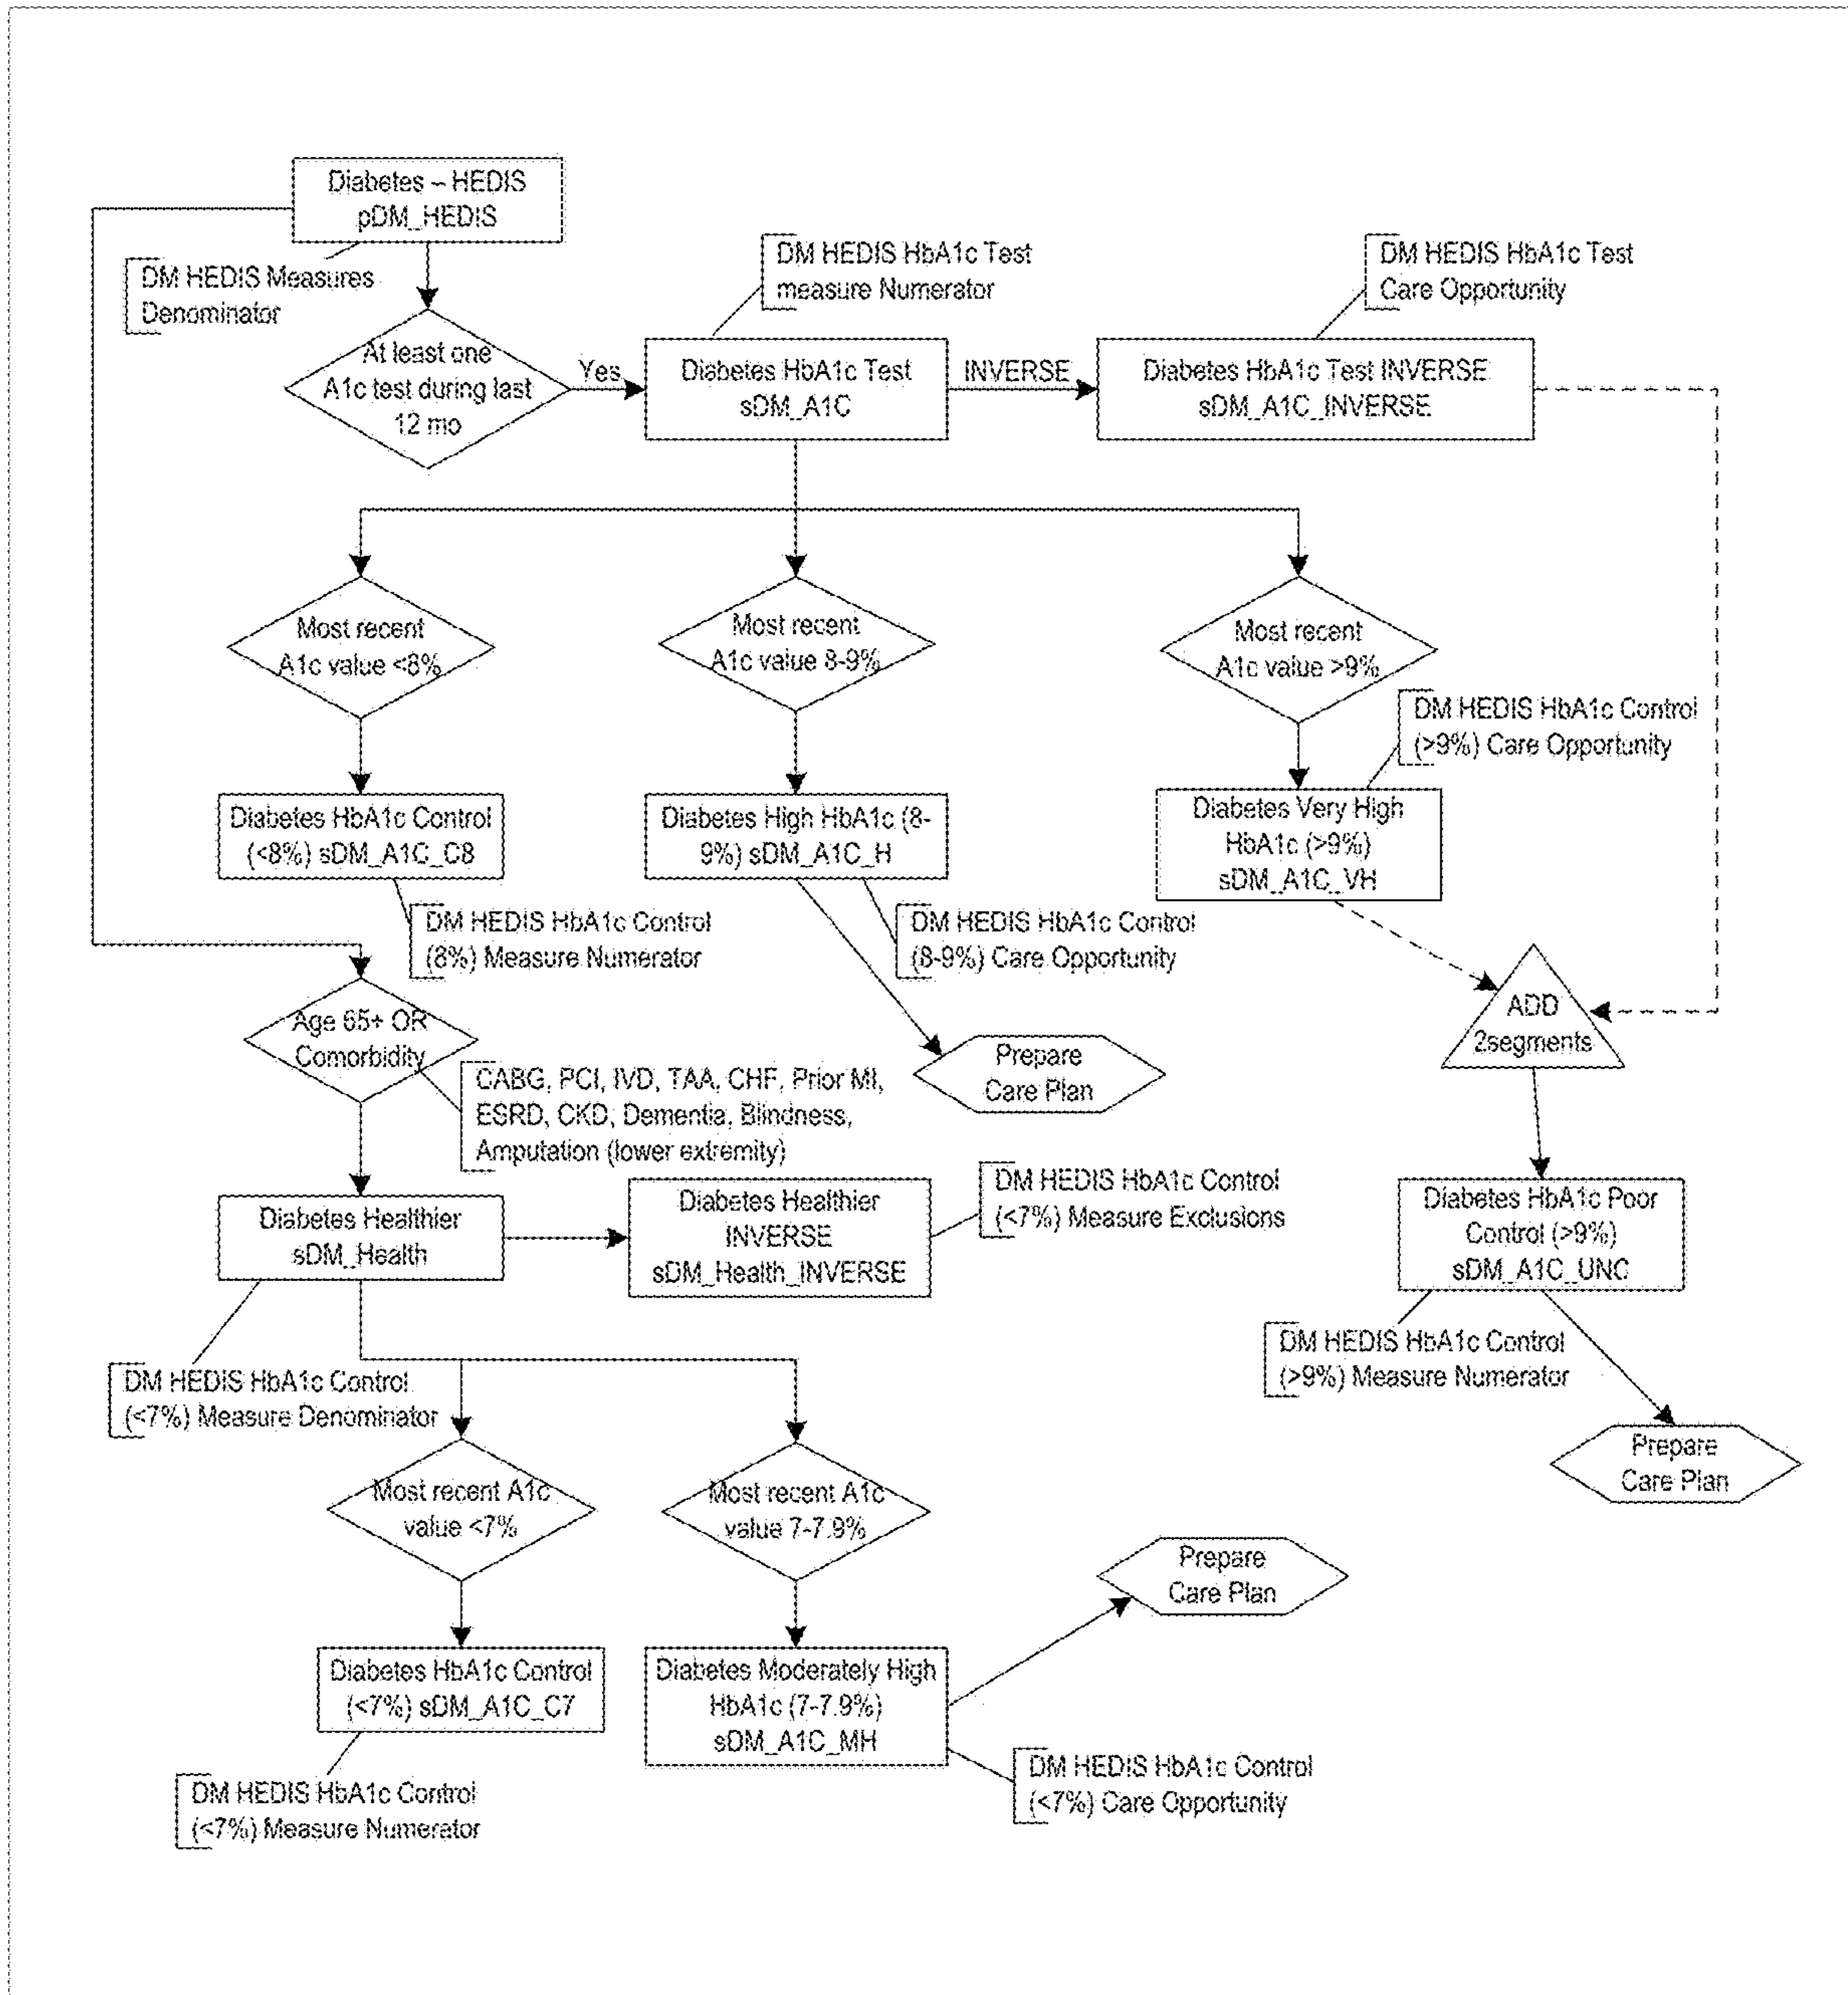 Diabetes – HEDIS
pDM_HEDIS
DM HEDIS Measures
Denominator
At least one
A1c test during last
12 mo
Yes
DM HEDIS HbA1c Test
measure Numerator
Diabetes HbA1c Test
sDM_A1C
INVERSE
DM HEDIS HbA1c Test
Care Opportunity
Diabetes HbA1c Test INVERSE
sDM_A1C_INVERSE
Most recent
A1c value <8%
Most recent
A1c value 8-9%
Most recent
A1c value >9%
DM HEDIS HbA1c Control
(>9%) Care Opportunity
Diabetes HbA1c Control
(<8%) sDM_A1C_C8
Diabetes High HbA1c (8-
9%) sDM_A1C_H
Diabetes Very High
HbA1c (>9%)
sDM_A1C_VH
DM HEDIS HbA1c Control
(8%) Measure Numerator
DM HEDIS HbA1c Control
(8-9%) Care Opportunity
Age 65+ OR
Comorbidity
CABG, PCI, IVD, TAA, CHF, Prior MI,
ESRD, CKD, Dementia, Blindness,
Amputation (lower extremity)
Prepare
Care Plan
ADD
2segments
Diabetes Healthier
sDM_Health
Diabetes Healthier
INVERSE
sDM_Health_INVERSE
DM HEDIS HbA1c Control
(<7%) Measure Exclusions
Diabetes HbA1c Poor
Control (>9%)
sDM_A1C_UNC
DM HEDIS HbA1c Control
(>9%) Measure Numerator
Prepare
Care Plan
DM HEDIS HbA1c Control
(<7%) Measure Denominator
Most recent A1c
value <7%
Most recent A1c
value 7-7.9%
Prepare
Care Plan
Diabetes HbA1c Control
(<7%) sDM_A1C_C7
Diabetes Moderately High
HbA1c (7-7.9%)
sDM_A1C_MH
DM HEDIS HbA1c Control
(<7%) Measure Numerator
DM HEDIS HbA1c Control
(<7%) Care Opportunity